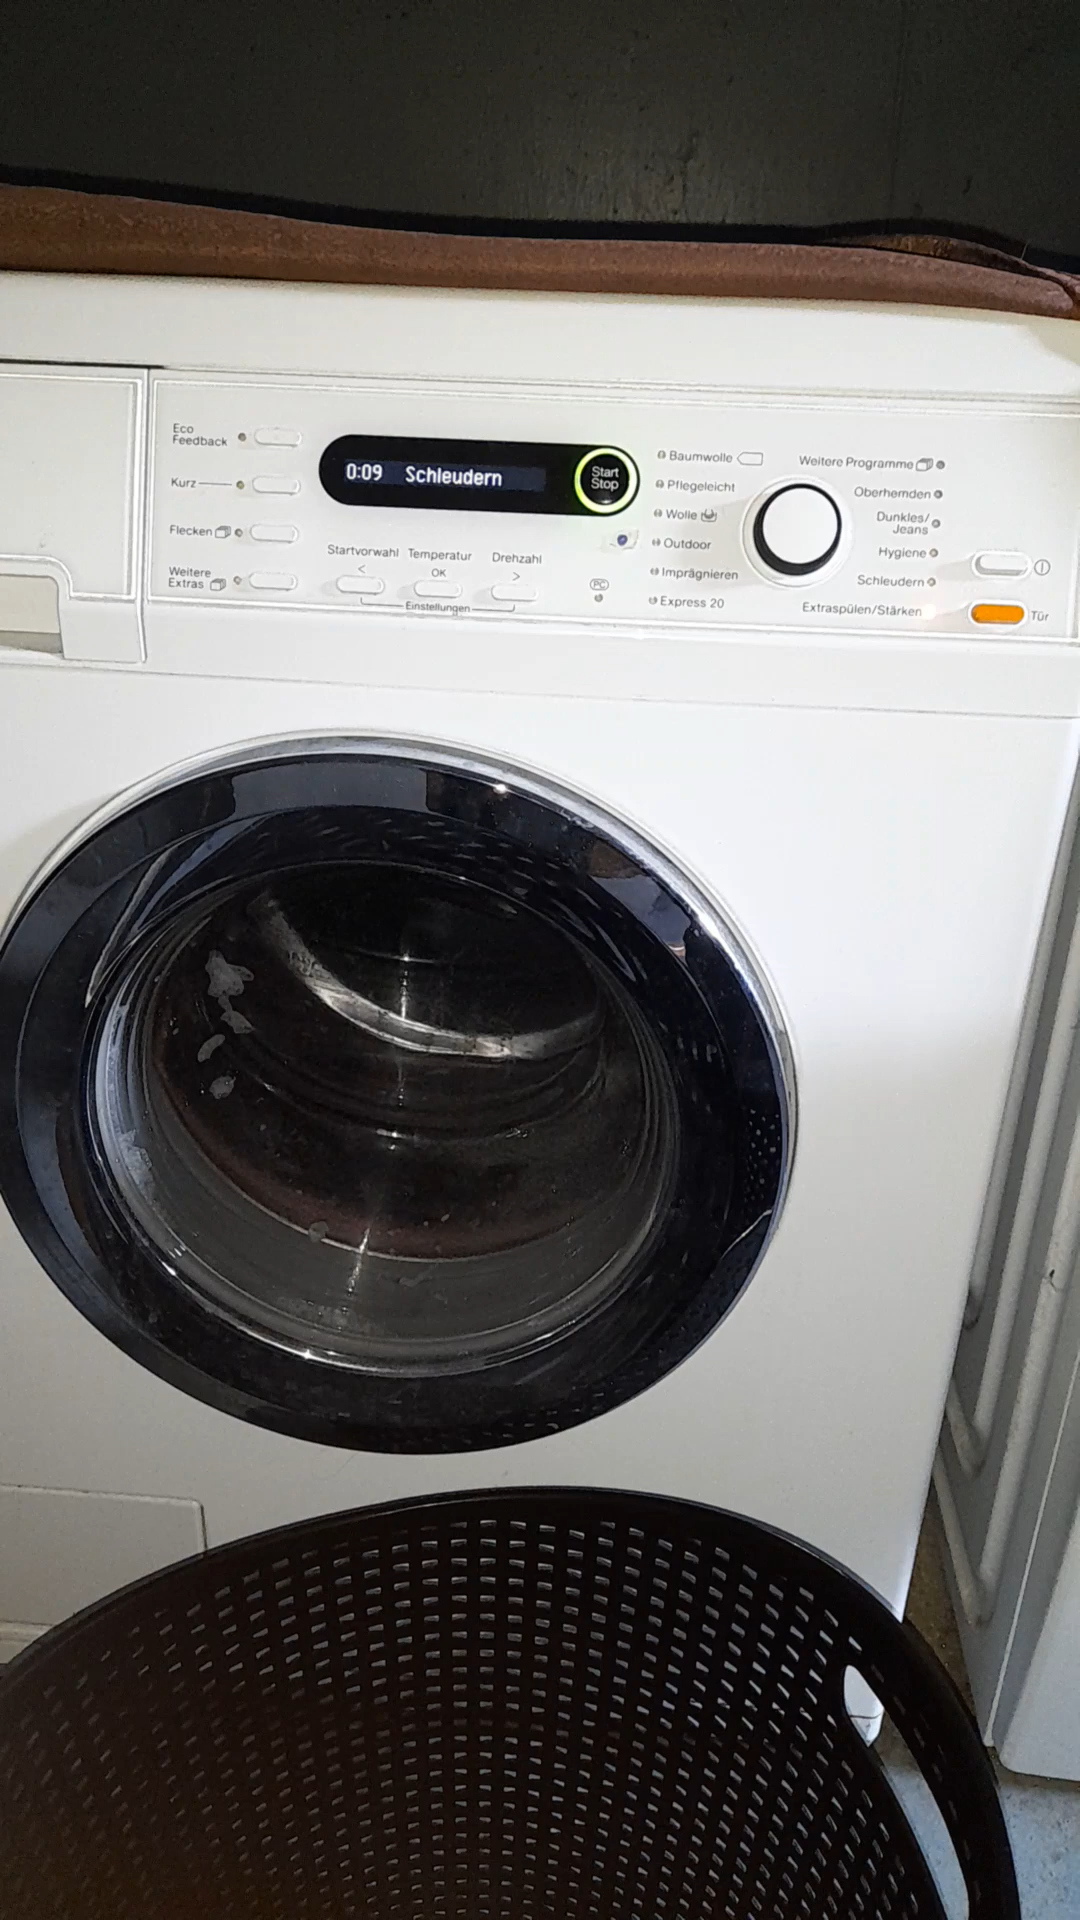 Eco
Feedback
Kurz
Flecken
Weitere
Extras
0:09 Schleudern
Start
Stop
Startvorwahl Temperatur Drehzahl
< OK >
Einstellungen
PC
Baumwolle
Pflegeleicht
Wolle
Outdoor
Imprägnieren
Express 20
Weitere Programme
Oberhemden
Dunkles/
Jeans
Hygiene
Schleudern
Extraspülen/Stärken
Tür